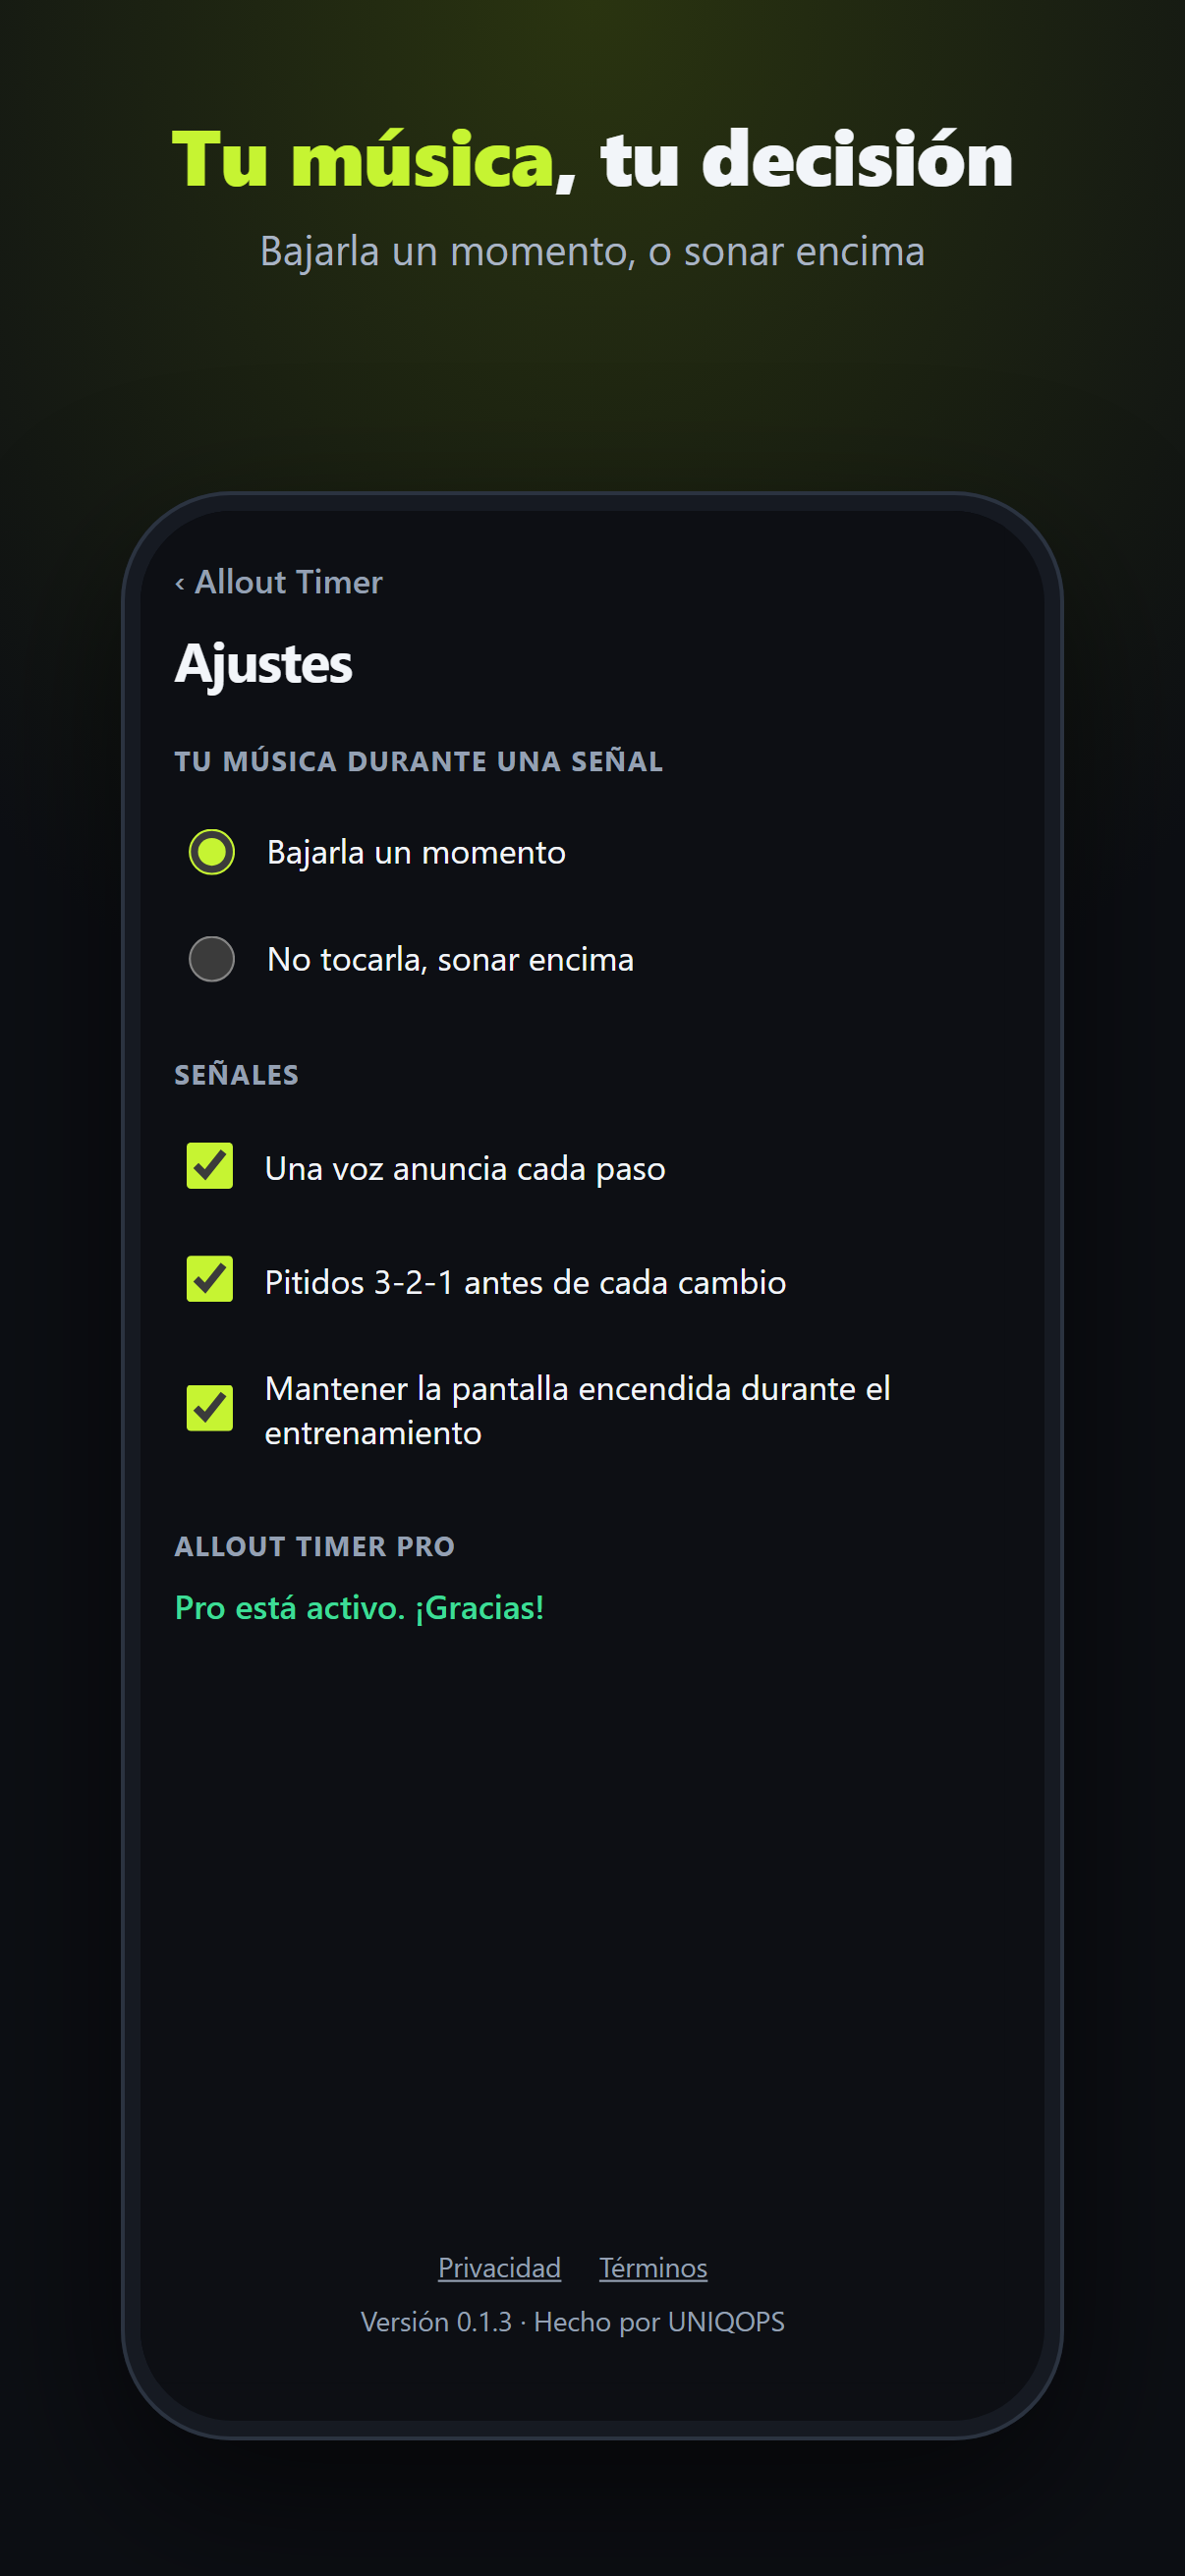 Tu música, tu decisión
Bajarla un momento, o sonar encima
‹ Allout Timer
Ajustes
TU MÚSICA DURANTE UNA SEÑAL
Bajarla un momento
No tocarla, sonar encima
SEÑALES
Una voz anuncia cada paso
Pitidos 3-2-1 antes de cada cambio
Mantener la pantalla encendida durante el
entrenamiento
ALLOUT TIMER PRO
Pro está activo. ¡Gracias!
Privacidad Términos
Versión 0.1.3 · Hecho por UNIQOPS